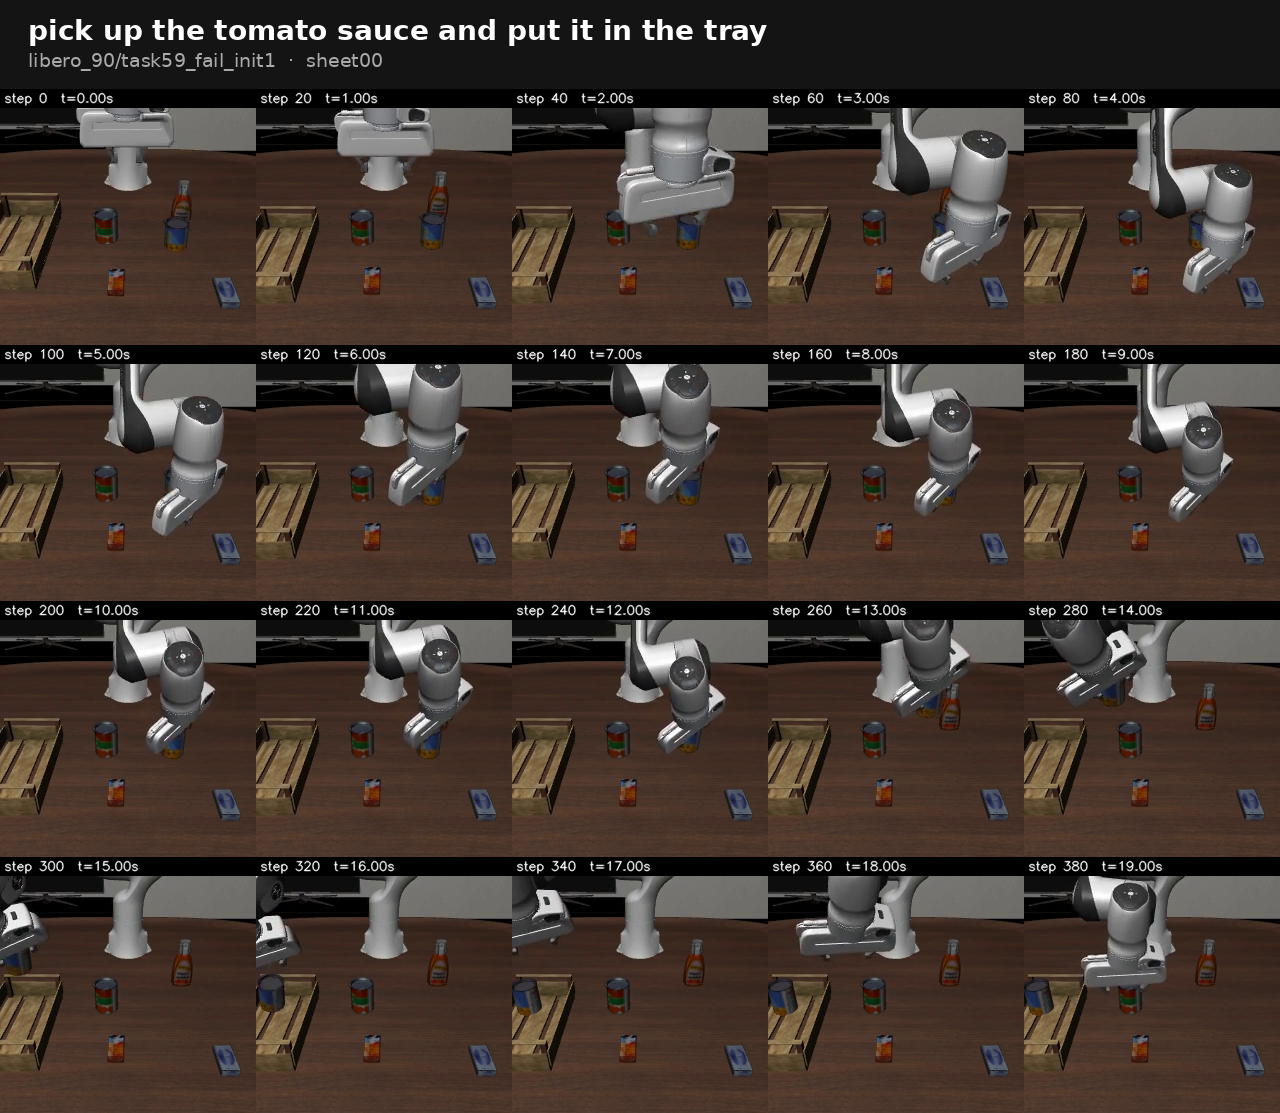 pick up the tomato sauce and put it in the tray
libero_90/task59_fail_init1 · sheet00
step 0 t=0.00s
step 20 t=1.00s
step 40 t=2.00s
step 60 t=3.00s
step 80 t=4.00s
step 100 t=5.00s
step 120 t=6.00s
step 140 t=7.00s
step 160 t=8.00s
step 180 t=9.00s
step 200 t=10.00s
step 220 t=11.00s
step 240 t=12.00s
step 260 t=13.00s
step 280 t=14.00s
step 300 t=15.00s
step 320 t=16.00s
step 340 t=17.00s
step 360 t=18.00s
step 380 t=19.00s